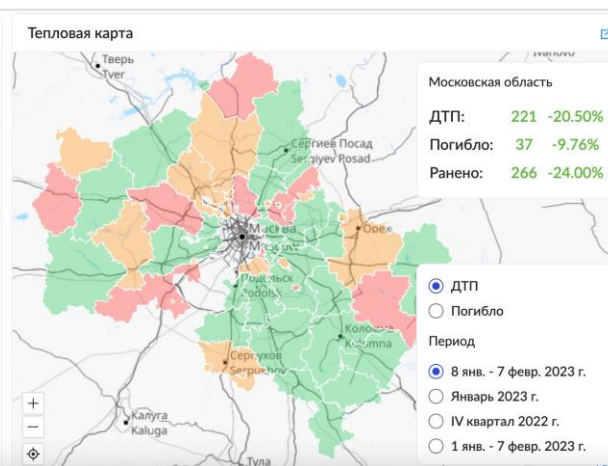 Тепловая карта
Тверь
Tver
Ivanovo
Московская область
ДТП: 221 -20.50%
Погибло: 37 -9.76%
Ранено: 266 -24.00%
Сергиев Посад
Sergiyev Posad
Москва
Moscow
Подольск
Podolsk
Коломна
Kolomna
Серпухов
Serpukhov
Калуга
Kaluga
Тула
ДТП
Погибло
Период
8 янв. - 7 февр. 2023 г.
Январь 2023 г.
IV квартал 2022 г.
1 янв. - 7 февр. 2023 г.
+
−